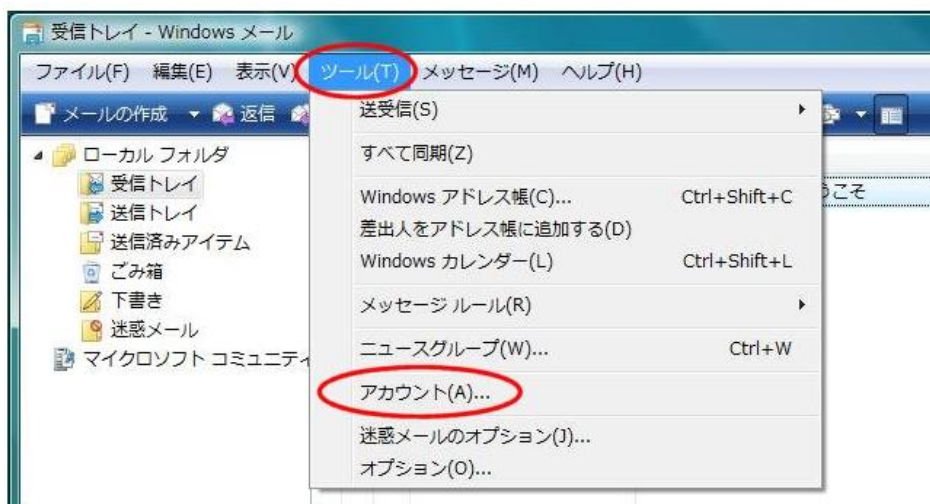 受信トレイ - Windows メール
ファイル(F) 編集(E) 表示(V) ツール(T) メッセージ(M) ヘルプ(H)
メールの作成 返信
ローカル フォルダ
受信トレイ
送信トレイ
送信済みアイテム
ごみ箱
下書き
迷惑メール
マイクロソフト コミュニティ
送受信(S)
すべて同期(Z)
Windows アドレス帳(C)... Ctrl+Shift+C
差出人をアドレス帳に追加する(D)
Windows カレンダー(L) Ctrl+Shift+L
メッセージ ルール(R)
ニュースグループ(W)... Ctrl+W
アカウント(A)...
迷惑メールのオプション(J)...
オプション(O)...
うこそ